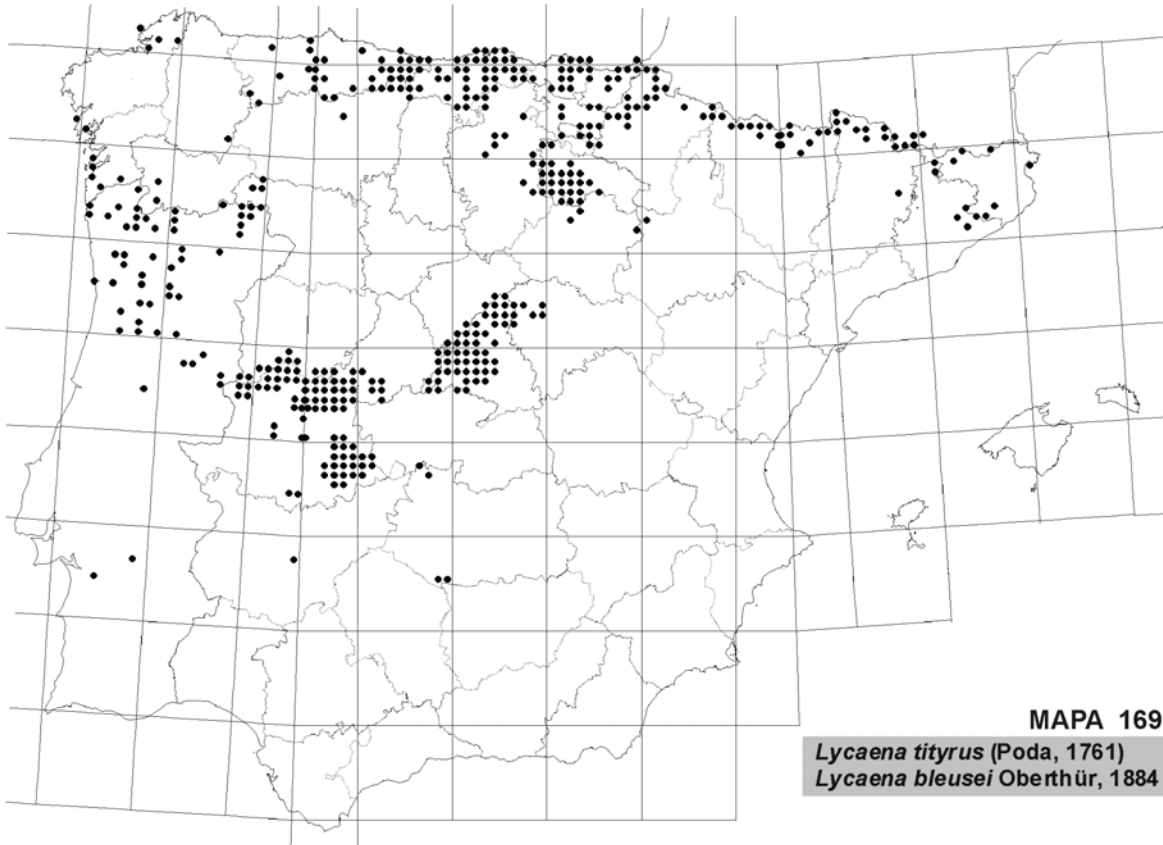 MAPA 169
Lycaena tityrus (Poda, 1761)
Lycaena bleusei Oberthür, 1884